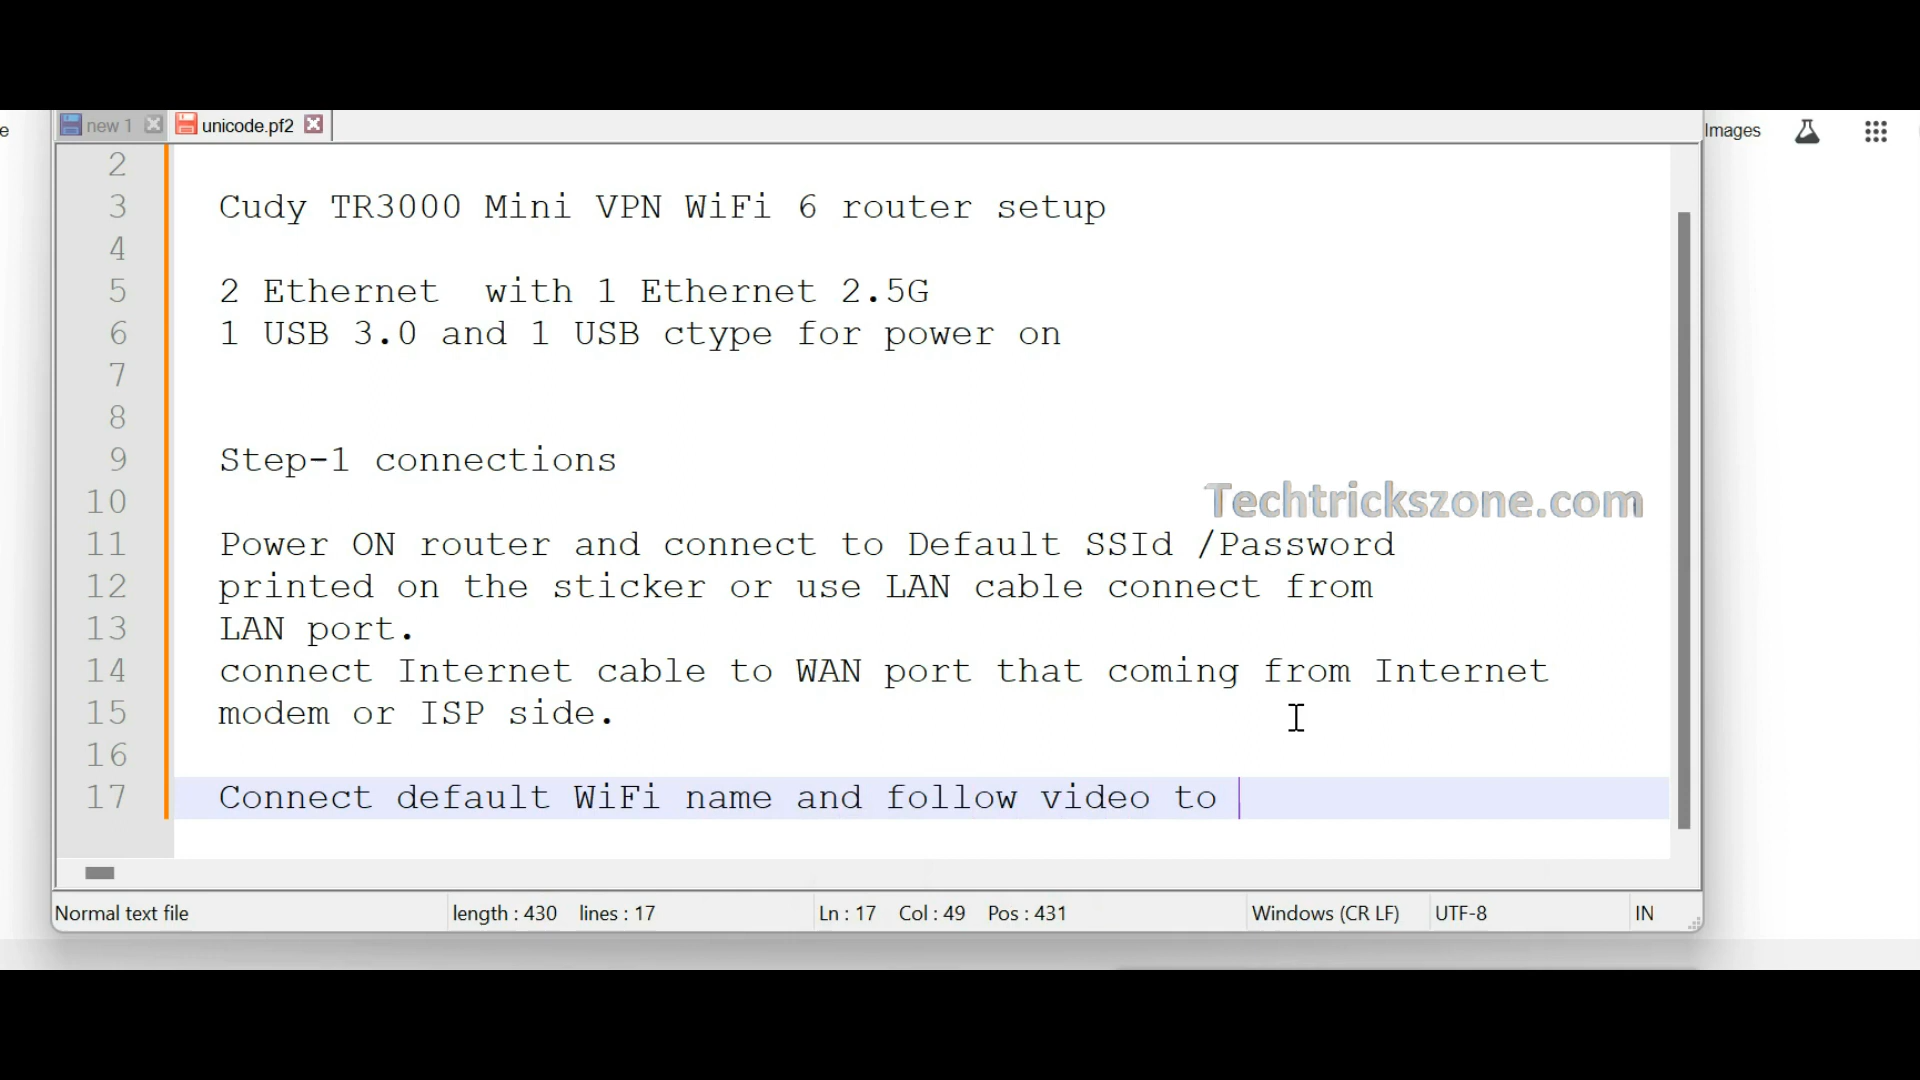 e
new 1
unicode.pf2
Images
2
3 Cudy TR3000 Mini VPN WiFi 6 router setup
4
5 2 Ethernet  with 1 Ethernet 2.5G
6 1 USB 3.0 and 1 USB ctype for power on
7
8
9 Step-1 connections
10
Techtrickszone.com
11 Power ON router and connect to Default SSId /Password
12 printed on the sticker or use LAN cable connect from
13 LAN port.
14 connect Internet cable to WAN port that coming from Internet
15 modem or ISP side.
16
17 Connect default WiFi name and follow video to
Normal text file length : 430 lines : 17 Ln : 17 Col : 49 Pos : 431 Windows (CR LF) UTF-8 IN